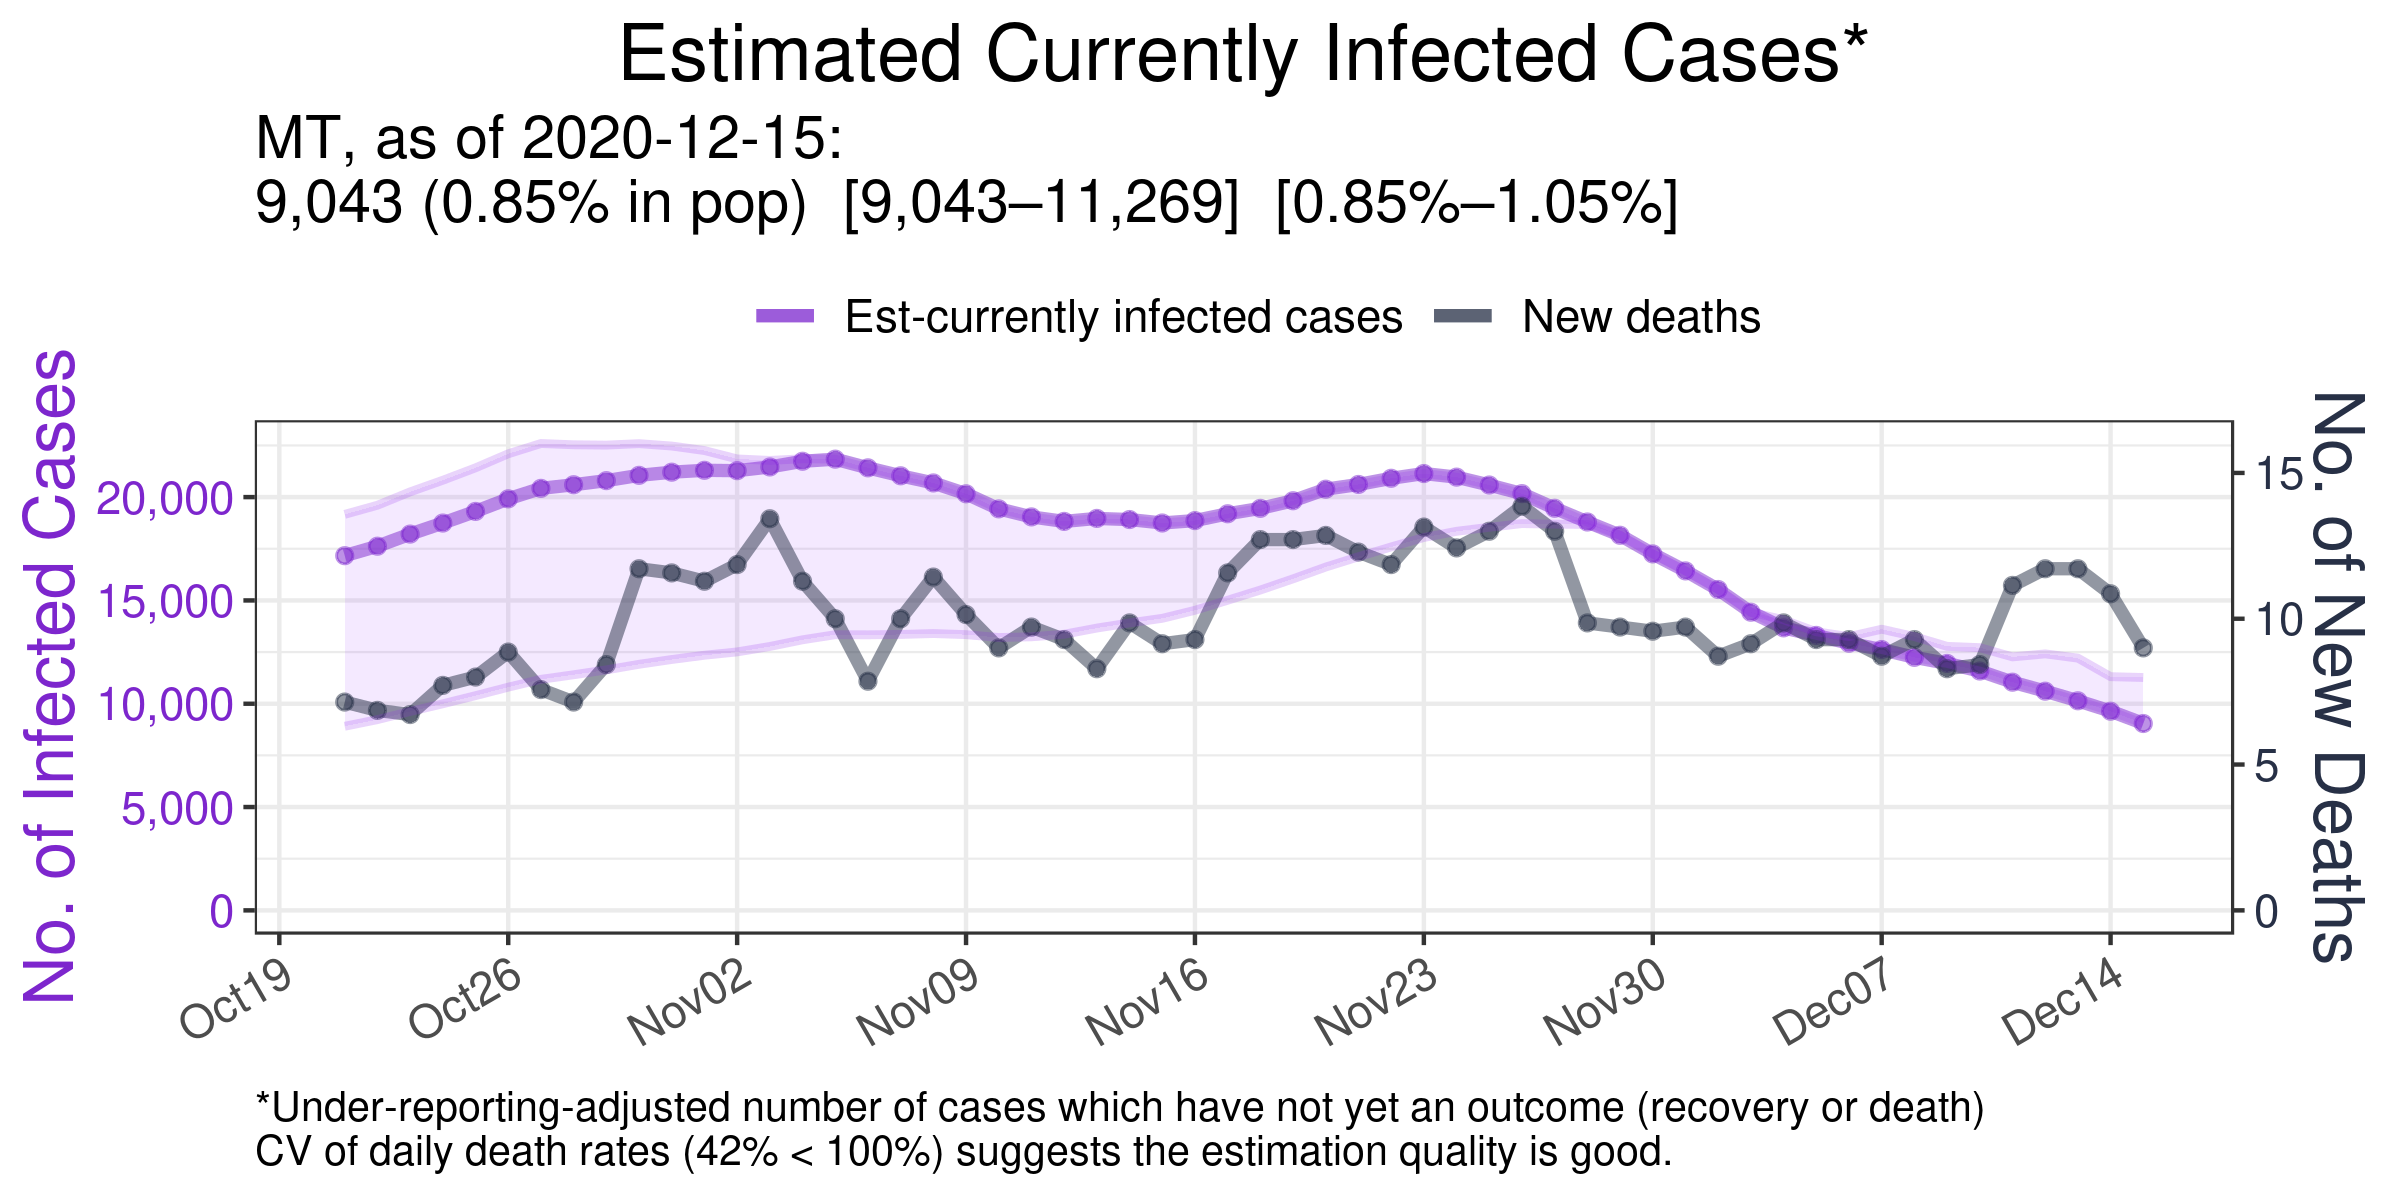 Estimated Currently Infected Cases*
MT, as of 2020-12-15:
9,043 (0.85% in pop)  [9,043–11,269]  [0.85%–1.05%]
Est-currently infected cases
New deaths
No. of Infected Cases
20,000
15,000
10,000
5,000
0
15
10
5
0
No. of New Deaths
Oct19
Oct26
Nov02
Nov09
Nov16
Nov23
Nov30
Dec07
Dec14
*Under-reporting-adjusted number of cases which have not yet an outcome (recovery or death)
CV of daily death rates (42% < 100%) suggests the estimation quality is good.